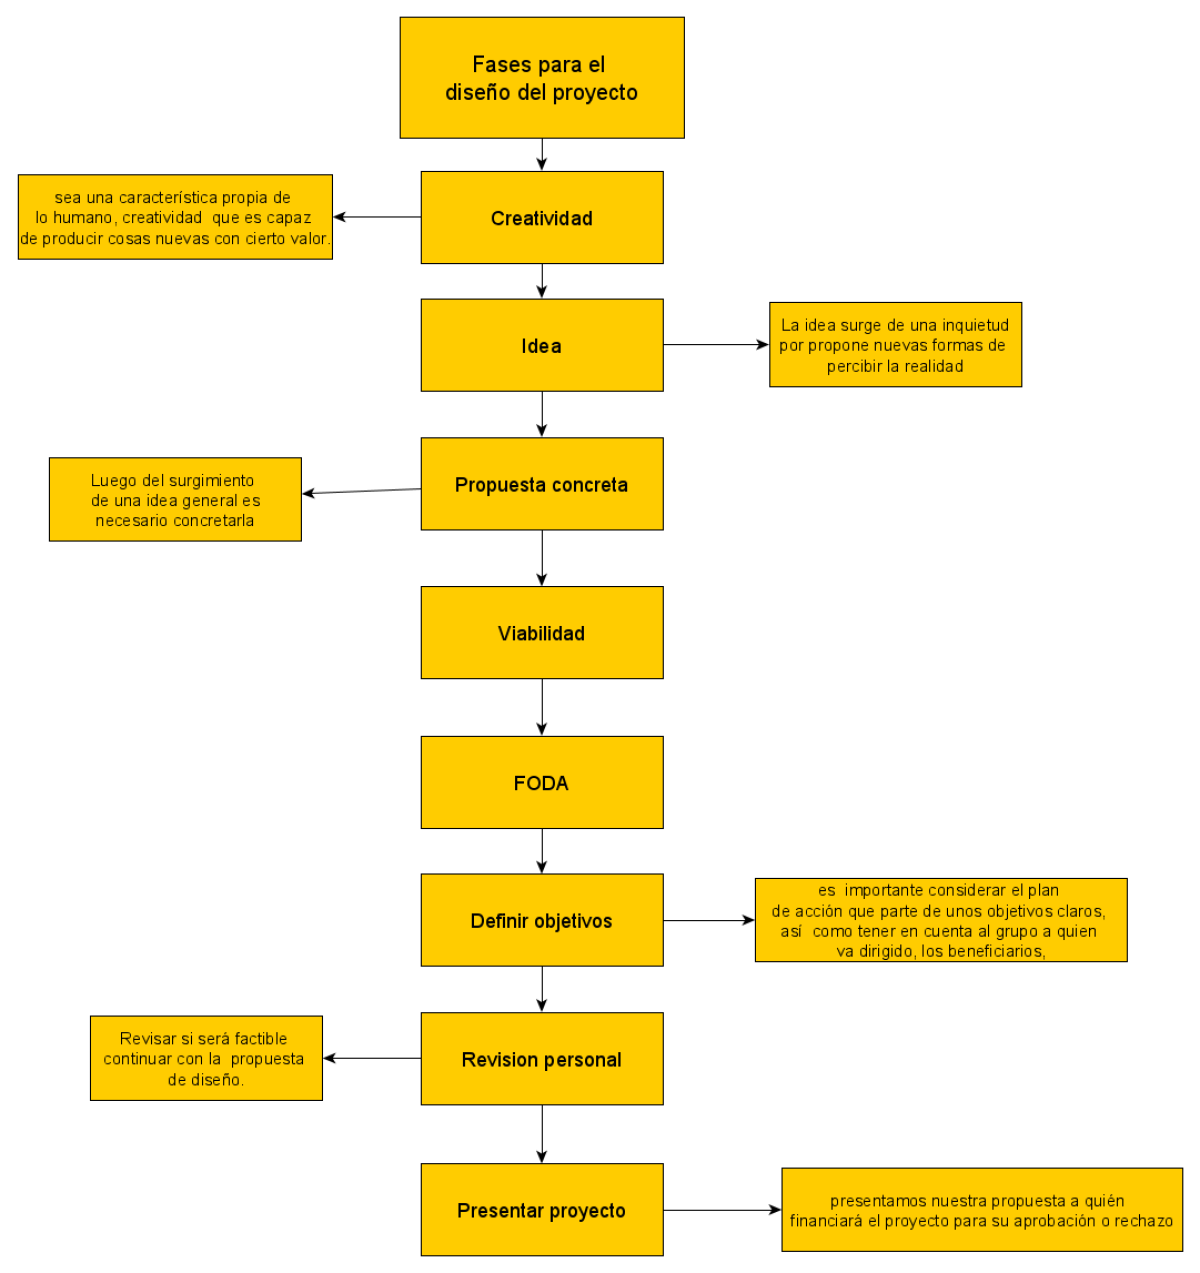 Fases para el
diseño del proyecto
Creatividad
sea una característica propia de
lo humano, creatividad que es capaz
de producir cosas nuevas con cierto valor.
Idea
La idea surge de una inquietud
por propone nuevas formas de
percibir la realidad
Propuesta concreta
Luego del surgimiento
de una idea general es
necesario concretarla
Viabilidad
FODA
Definir objetivos
es importante considerar el plan
de acción que parte de unos objetivos claros,
así como tener en cuenta al grupo a quien
va dirigido, los beneficiarios,
Revision personal
Revisar si será factible
continuar con la propuesta
de diseño.
Presentar proyecto
presentamos nuestra propuesta a quién
financiará el proyecto para su aprobación o rechazo